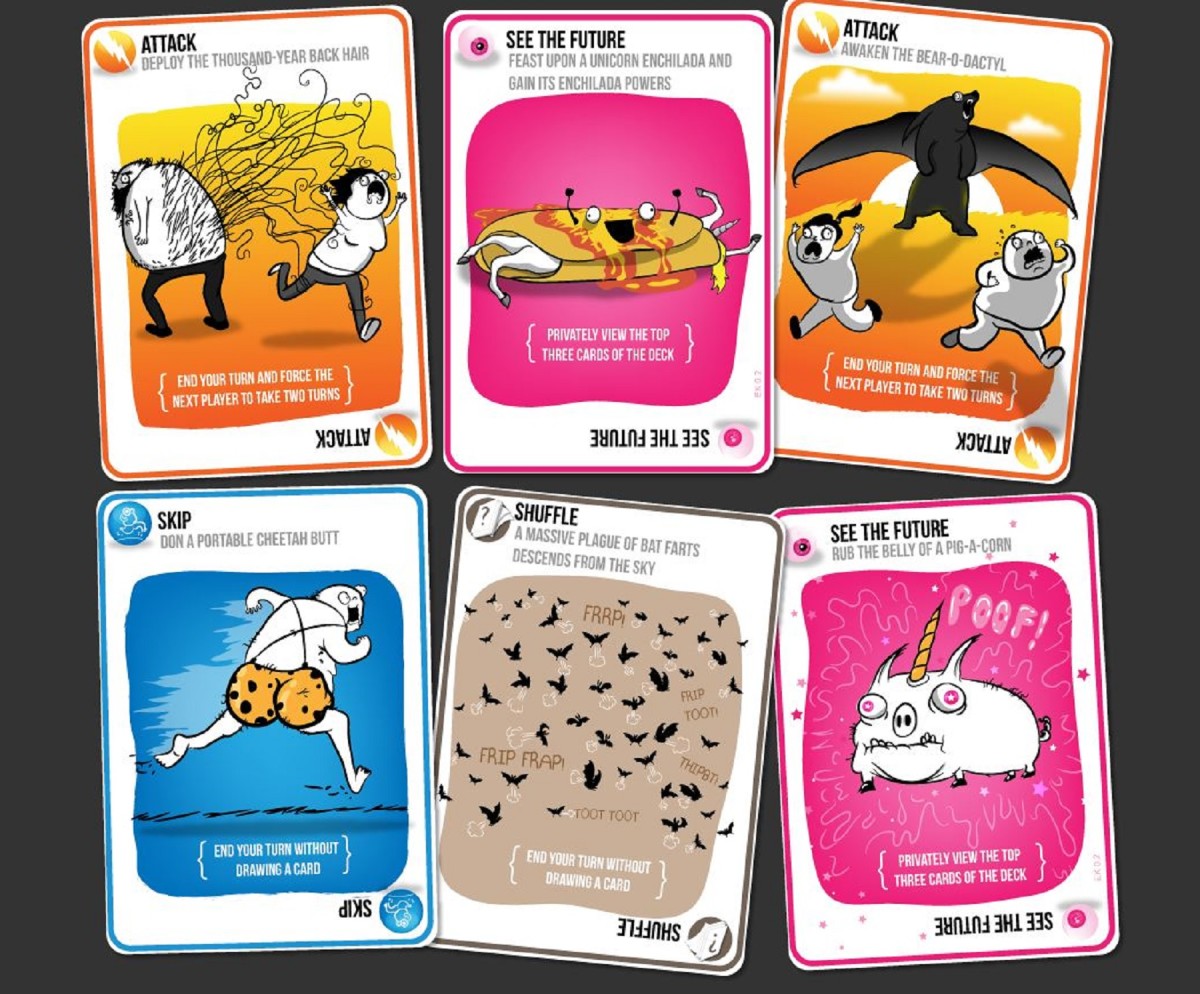 ATTACK
DEPLOY THE THOUSAND-YEAR BACK HAIR
END YOUR TURN AND FORCE THE
NEXT PLAYER TO TAKE TWO TURNS
ATTACK
SEE THE FUTURE
FEAST UPON A UNICORN ENCHILADA AND
GAIN ITS ENCHILADA POWERS
PRIVATELY VIEW THE TOP
THREE CARDS OF THE DECK
SEE THE FUTURE
ATTACK
AWAKEN THE BEAR-O-DACTYL
END YOUR TURN AND FORCE THE
NEXT PLAYER TO TAKE TWO TURNS
ATTACK
SKIP
DON A PORTABLE CHEETAH BUTT
END YOUR TURN WITHOUT
DRAWING A CARD
SKIP
?
SHUFFLE
A MASSIVE PLAGUE OF BAT FARTS
DESCENDS FROM THE SKY
FRRP!
FRIP
TOOT!
FRIP FRAP!
TOOT TOOT
END YOUR TURN WITHOUT
DRAWING A CARD
SHUFFLE
?
SEE THE FUTURE
RUB THE BELLY OF A PIG-A-CORN
POOF!
PRIVATELY VIEW THE TOP
THREE CARDS OF THE DECK
SEE THE FUTURE